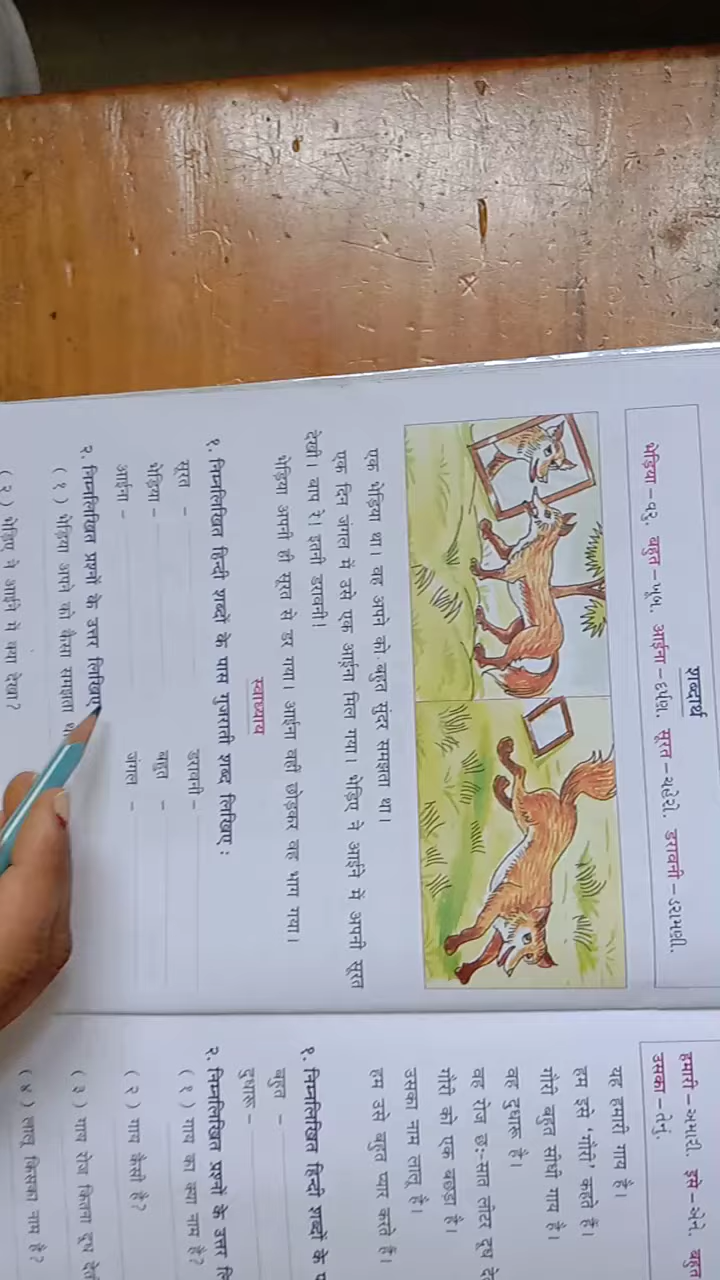 शब्दार्थ
भेड़िया – વરુ. बहुत – ખૂબ. आईना – દર્પણ. सूरत – ચહેરો. डरावनी – ડરામણી.
एक भेड़िया था। वह अपने को बहुत सुंदर समझता था।
एक दिन जंगल में उसे एक आईना मिल गया। भेड़िए ने आईने में अपनी सूरत
देखी। बाप रे! इतनी डरावनी!
भेड़िया अपनी ही सूरत से डर गया। आईना वहीं छोड़कर वह भाग गया।
स्वाध्याय
१. निम्नलिखित हिन्दी शब्दों के पास गुजराती शब्द लिखिए :
सूरत – डरावनी –
भेड़िया – बहुत –
आईना – जंगल –
२. निम्नलिखित प्रश्नों के उत्तर लिखिए
( १ ) भेड़िया अपने को कैसा समझता
( २ ) भेड़िए ने आईने में क्या देखा?
हमारी – અમારી. इसे – એને. बहुत
उसका – તેનું
यह हमारी गाय है।
हम इसे 'गौरी' कहते हैं।
गौरी बहुत सीधी गाय है।
वह दुधारू है।
वह रोज छः-सात लीटर दूध
गौरी को एक बछड़ा है।
उसका नाम लालू है।
हम उसे बहुत प्यार करते हैं।
१. निम्नलिखित हिन्दी शब्दों के
बहुत –
दुधारू –
२. निम्नलिखित प्रश्नों के उत्तर
( १ ) गाय का क्या नाम है?
( २ ) गाय कैसी है?
( ३ ) गाय रोज कितना दूध
( ४ ) लालू किसका नाम है?